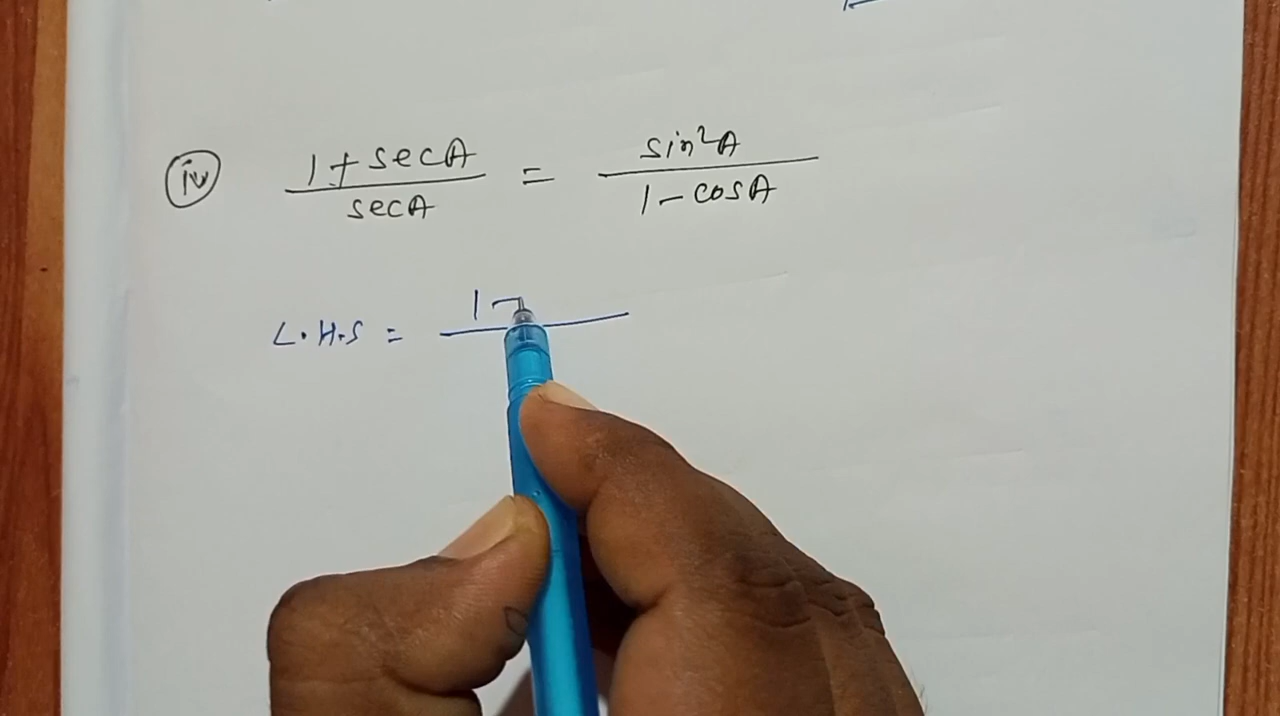 (iv) 1+secA/secA = sin²A/1-cosA
L.H.S = 1